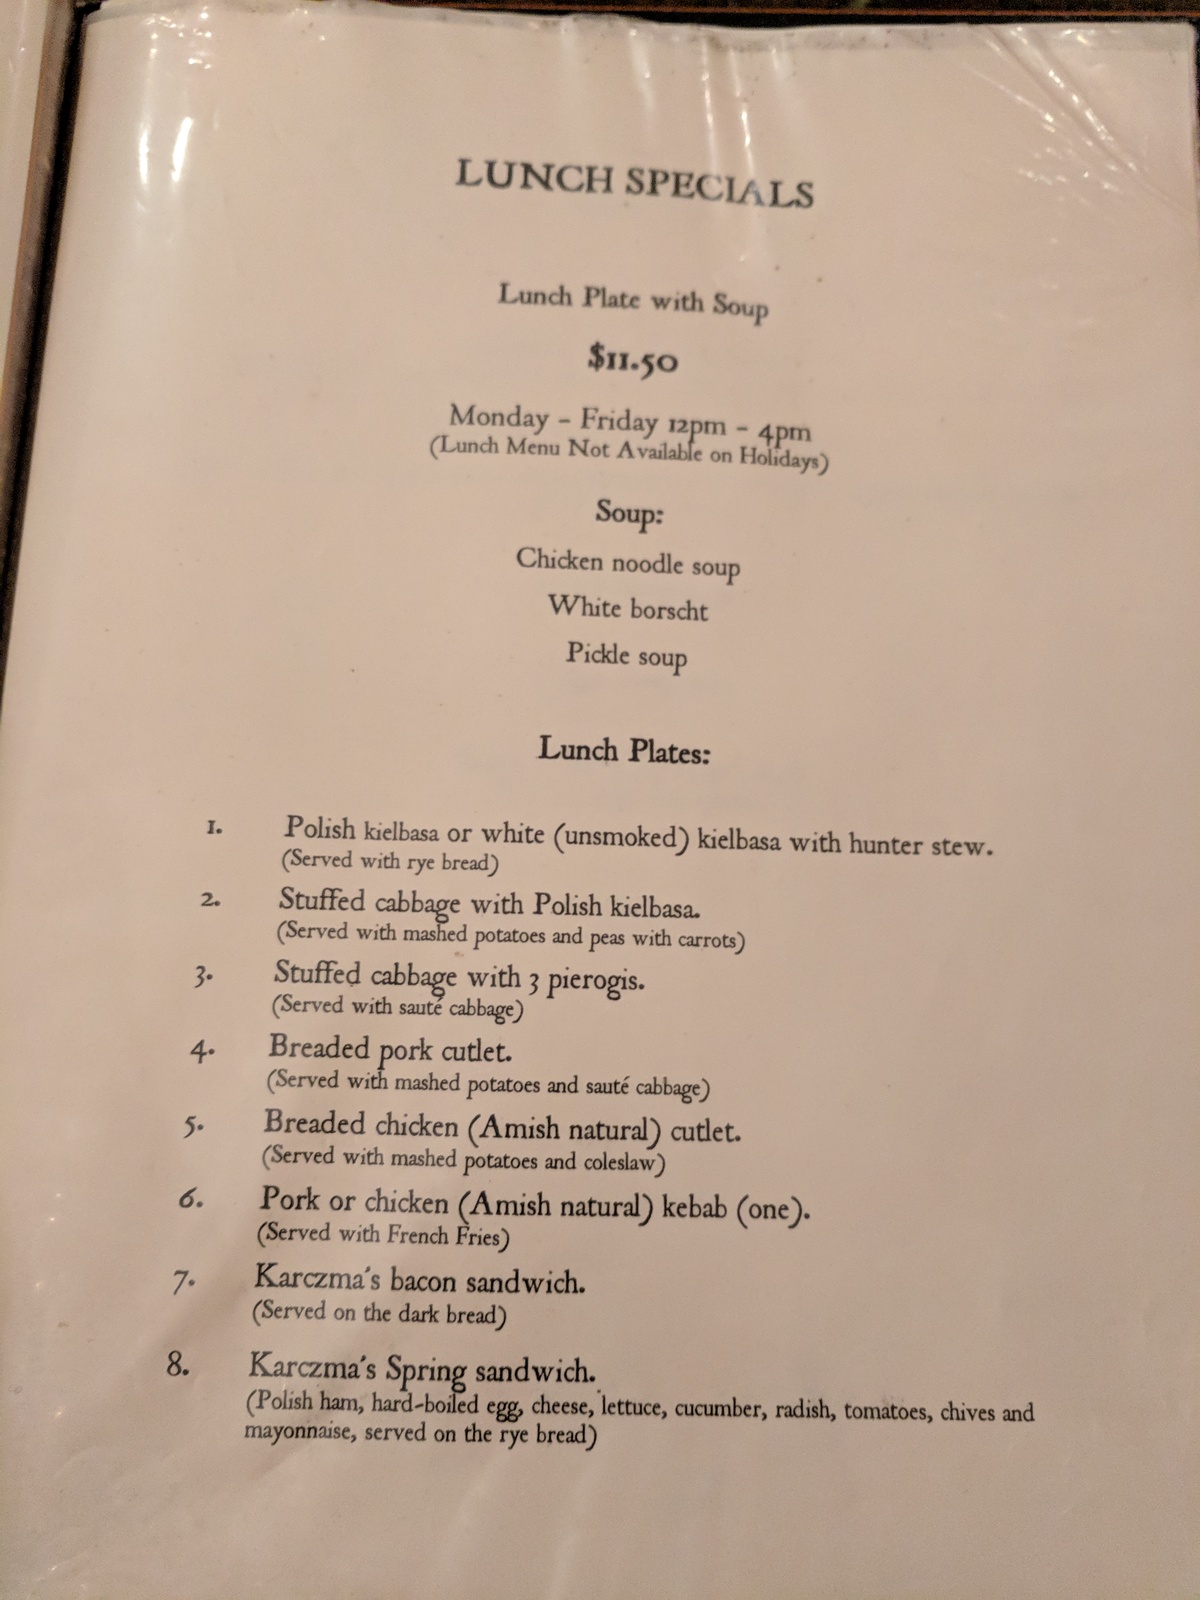 LUNCH SPECIALS
Lunch Plate with Soup
$11.50
Monday – Friday 12pm – 4pm
(Lunch Menu Not Available on Holidays)
Soup:
Chicken noodle soup
White borscht
Pickle soup
Lunch Plates:
1. Polish kielbasa or white (unsmoked) kielbasa with hunter stew.
(Served with rye bread)
2. Stuffed cabbage with Polish kielbasa.
(Served with mashed potatoes and peas with carrots)
3. Stuffed cabbage with 3 pierogis.
(Served with sauté cabbage)
4. Breaded pork cutlet.
(Served with mashed potatoes and sauté cabbage)
5. Breaded chicken (Amish natural) cutlet.
(Served with mashed potatoes and coleslaw)
6. Pork or chicken (Amish natural) kebab (one).
(Served with French Fries)
7. Karczma's bacon sandwich.
(Served on the dark bread)
8. Karczma's Spring sandwich.
(Polish ham, hard-boiled egg, cheese, lettuce, cucumber, radish, tomatoes, chives and
mayonnaise, served on the rye bread)